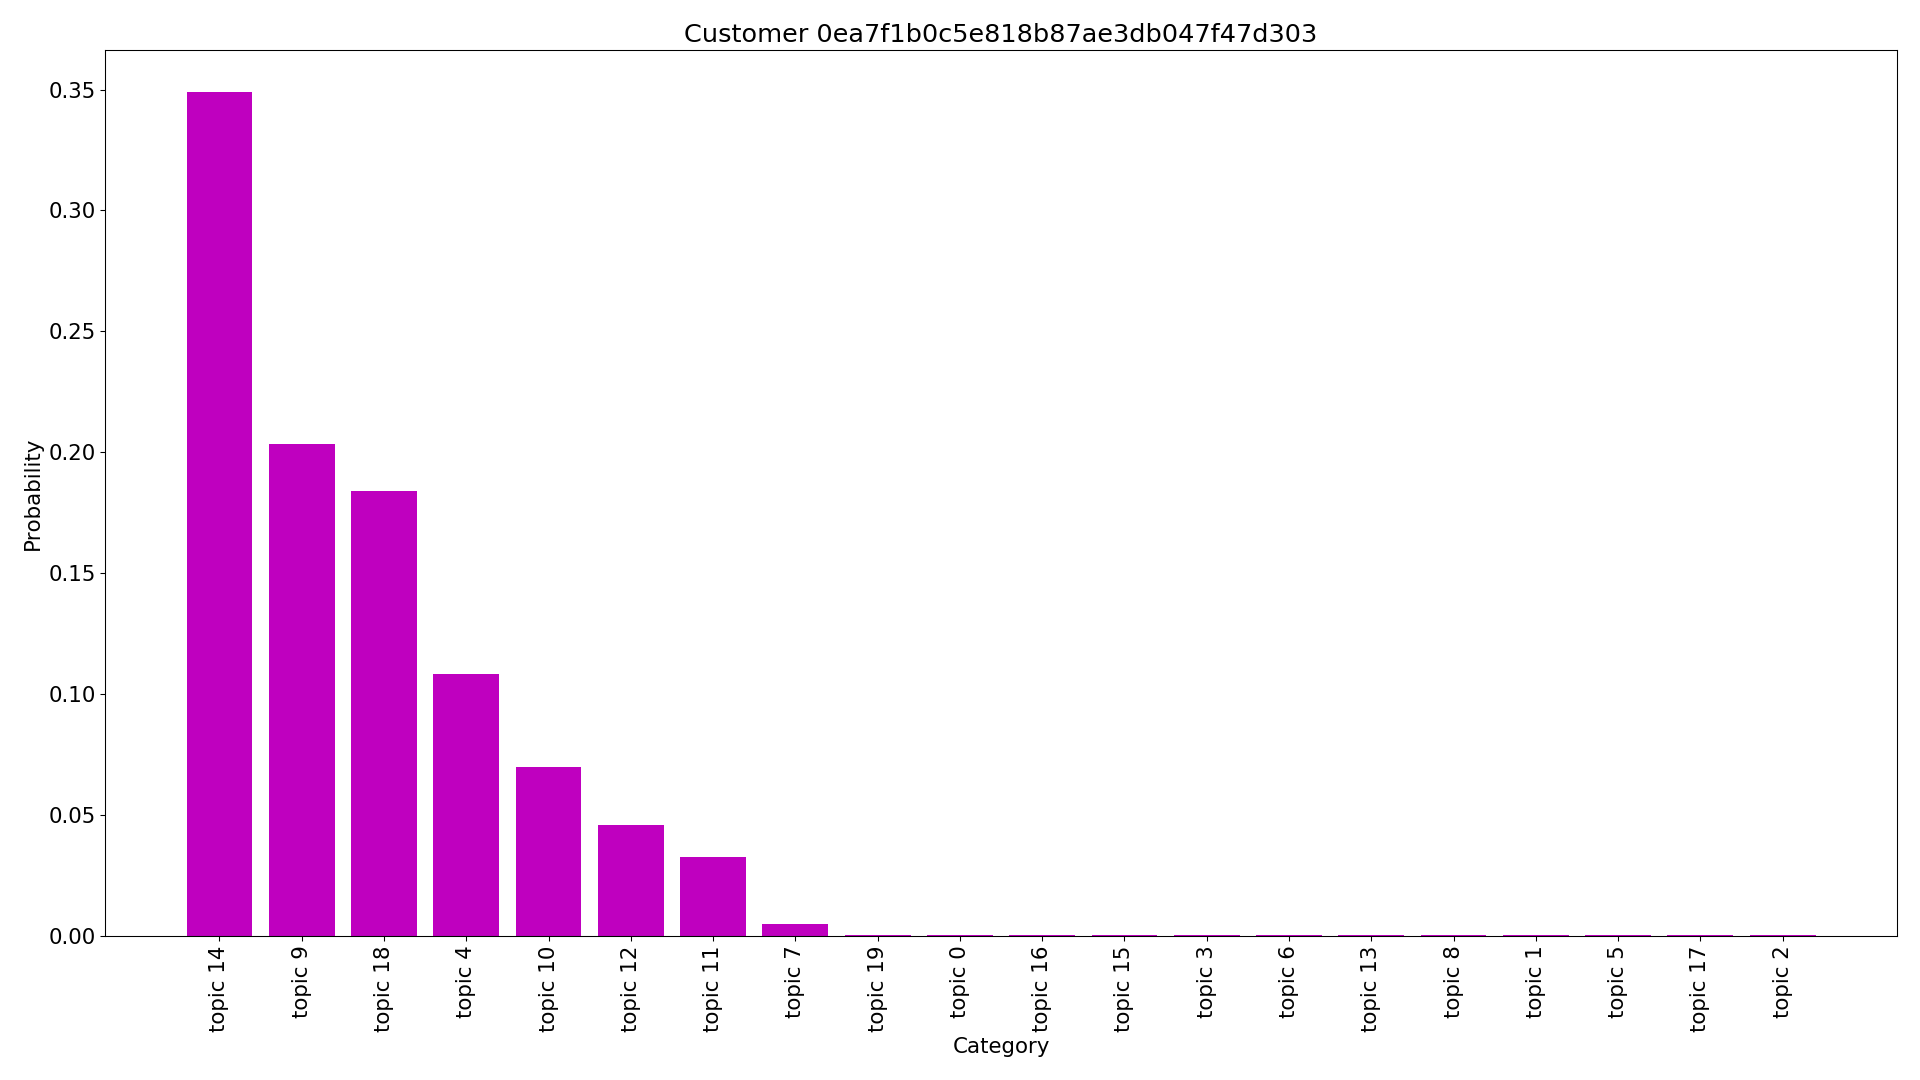 Customer 0ea7f1b0c5e818b87ae3db047f47d303
Probability
0.35
0.30
0.25
0.20
0.15
0.10
0.05
0.00
topic 14
topic 9
topic 18
topic 4
topic 10
topic 12
topic 11
topic 7
topic 19
topic 0
topic 16
topic 15
topic 3
topic 6
topic 13
topic 8
topic 1
topic 5
topic 17
topic 2
Category